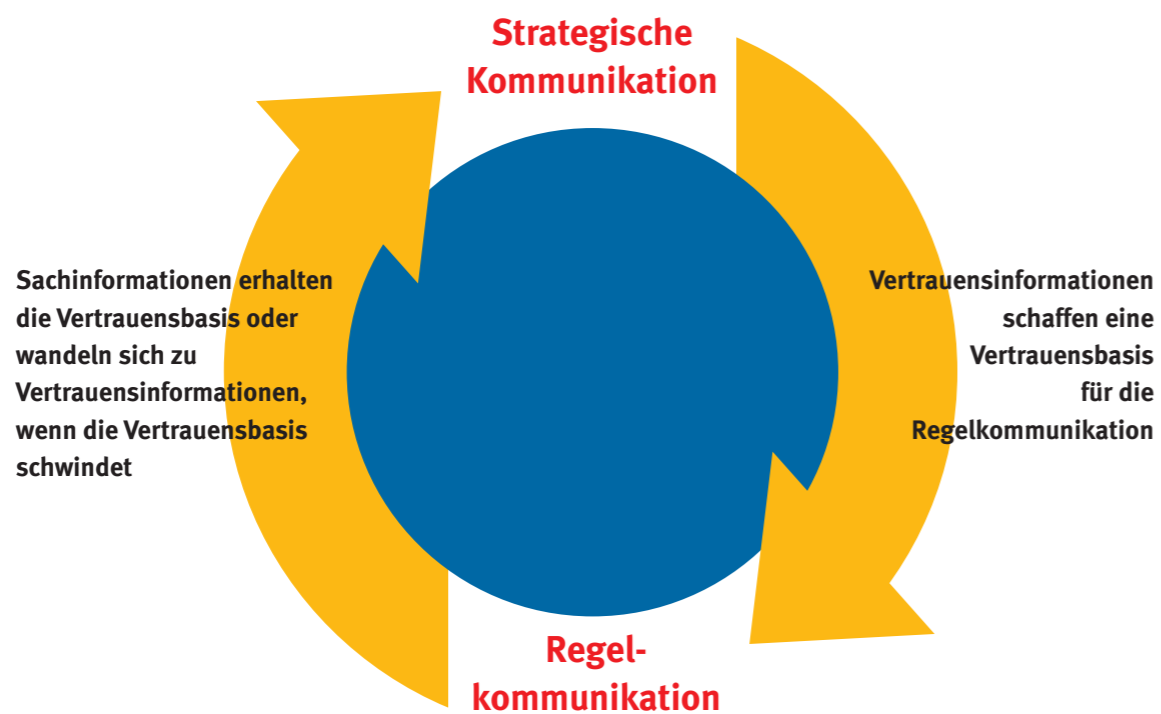 Strategische
Kommunikation
Sachinformationen erhalten
die Vertrauensbasis oder
wandeln sich zu
Vertrauensinformationen,
wenn die Vertrauensbasis
schwindet
Vertrauensinformationen
schaffen eine
Vertrauensbasis
für die
Regelkommunikation
Regel-
kommunikation